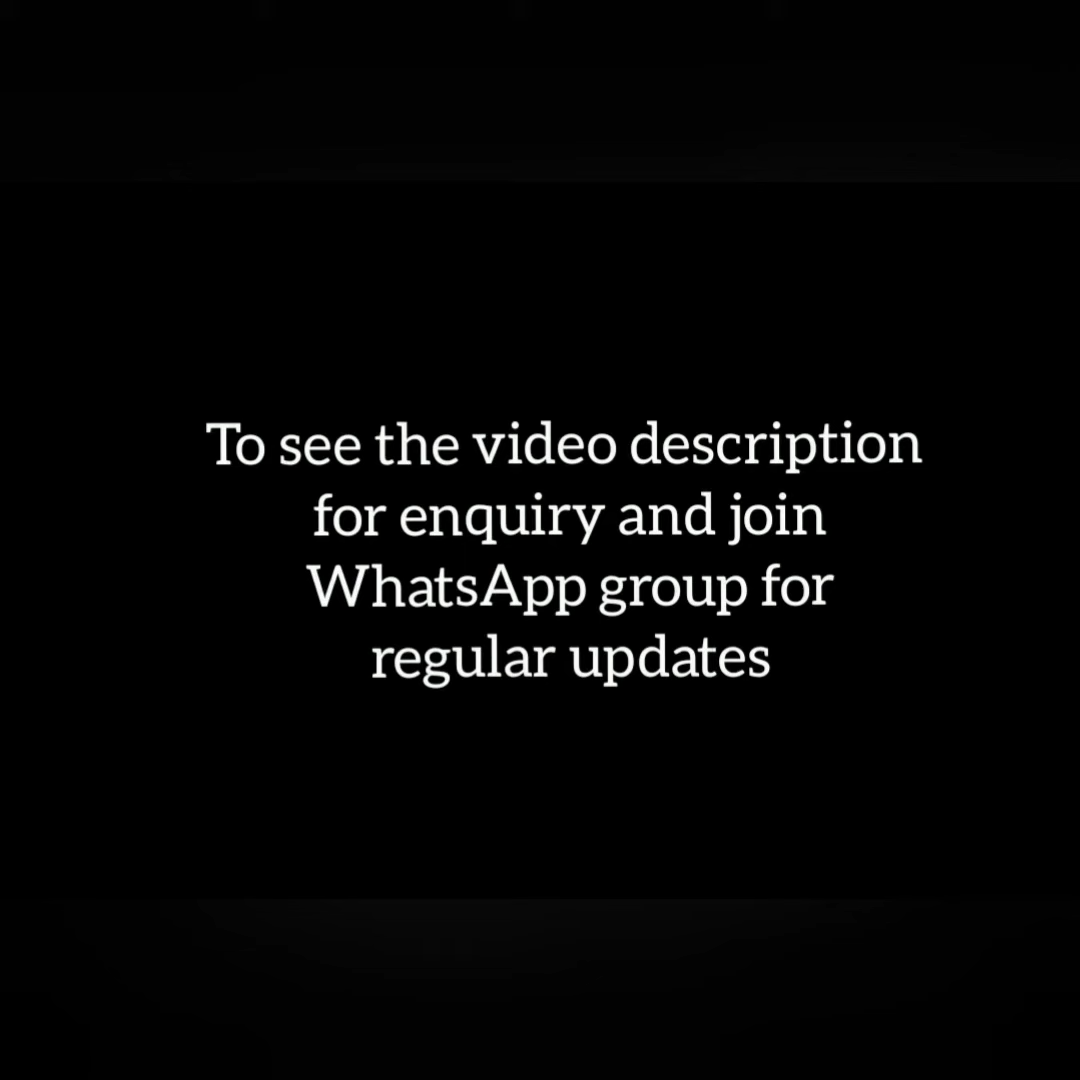 To see the video description
for enquiry and join
WhatsApp group for
regular updates